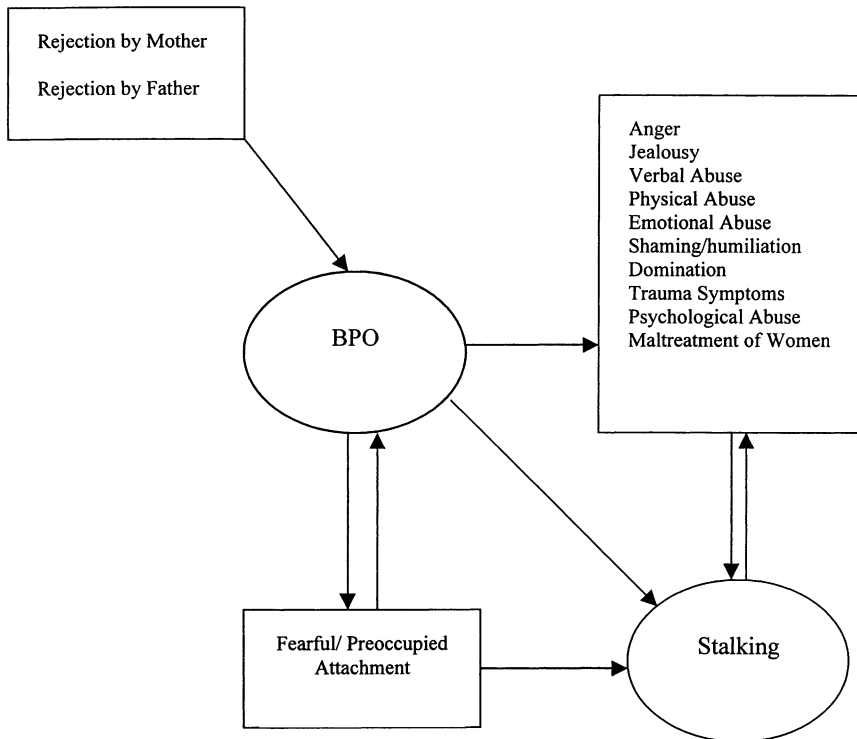 Rejection by Mother
Rejection by Father
Anger
Jealousy
Verbal Abuse
Physical Abuse
Emotional Abuse
Shaming/humiliation
Domination
Trauma Symptoms
Psychological Abuse
Maltreatment of Women
BPO
Fearful/ Preoccupied
Attachment
Stalking